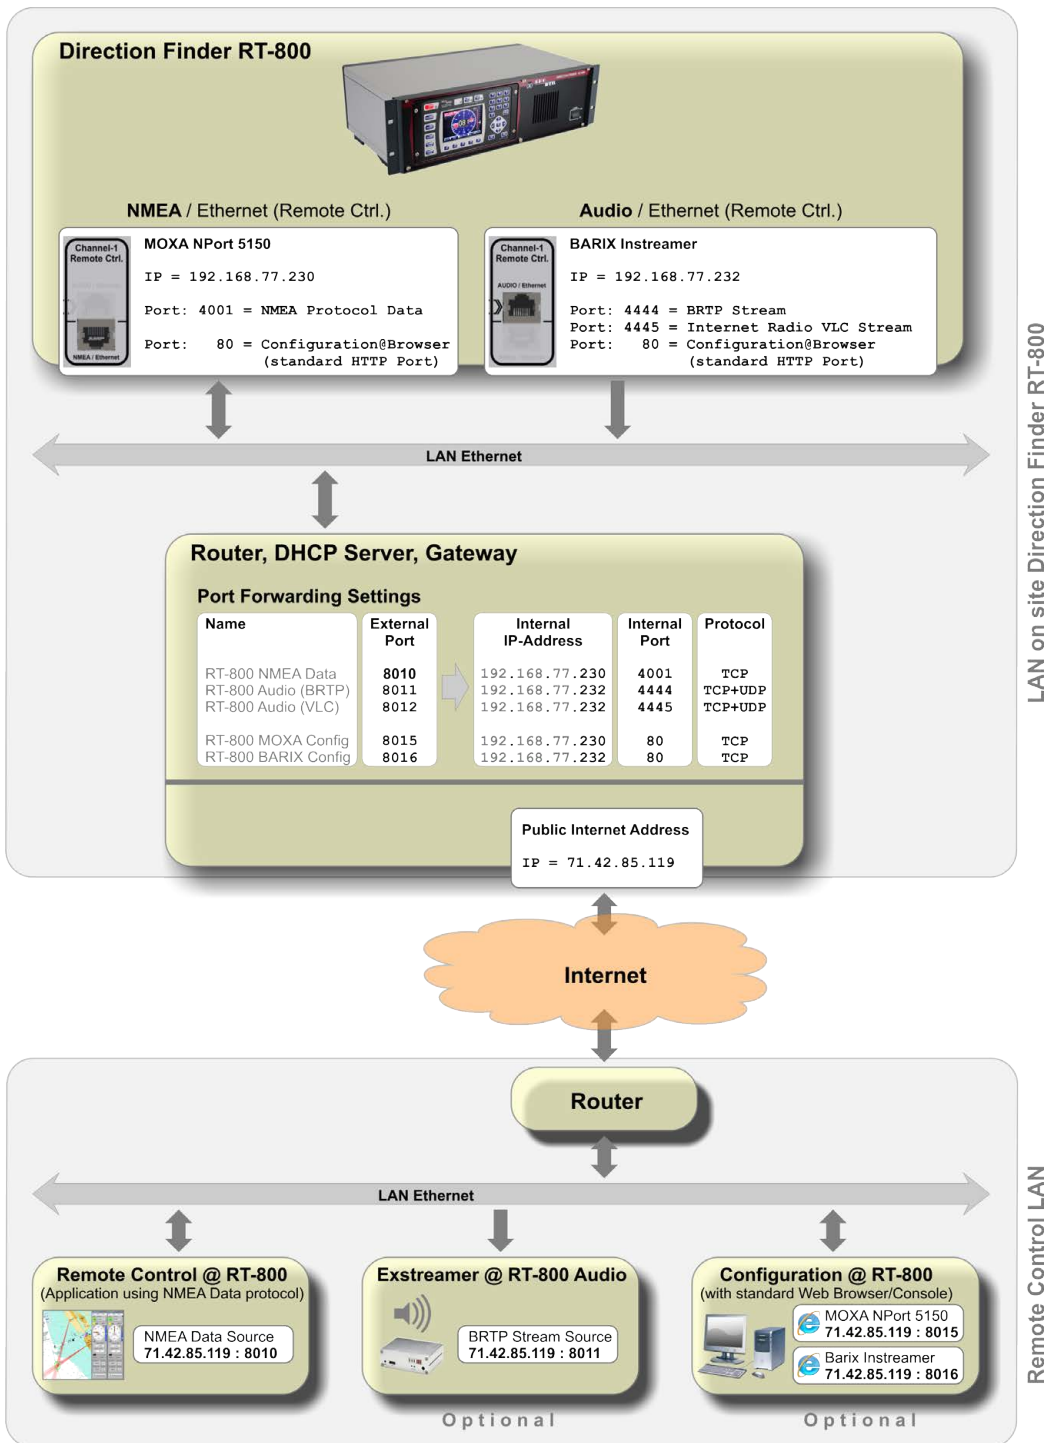 Direction Finder RT-800
NMEA / Ethernet (Remote Ctrl.)
Audio / Ethernet (Remote Ctrl.)
Channel-1
Remote Ctrl.
NMEA / Ethernet
MOXA NPort 5150
IP = 192.168.77.230
Port: 4001 = NMEA Protocol Data
Port: 80 = Configuration@Browser
(standard HTTP Port)
Channel-1
Remote Ctrl.
AUDIO / Ethernet
BARIX Instreamer
IP = 192.168.77.232
Port: 4444 = BRTP Stream
Port: 4445 = Internet Radio VLC Stream
Port: 80 = Configuration@Browser
(standard HTTP Port)
LAN Ethernet
LAN on site Direction Finder RT-800
Router, DHCP Server, Gateway
Port Forwarding Settings
Name External Port Internal IP-Address Internal Port Protocol
RT-800 NMEA Data 8010 192.168.77.230 4001 TCP
RT-800 Audio (BRTP) 8011 192.168.77.232 4444 TCP+UDP
RT-800 Audio (VLC) 8012 192.168.77.232 4445 TCP+UDP
RT-800 MOXA Config 8015 192.168.77.230 80 TCP
RT-800 BARIX Config 8016 192.168.77.232 80 TCP
Public Internet Address
IP = 71.42.85.119
Internet
Router
LAN Ethernet
Remote Control LAN
Remote Control @ RT-800
(Application using NMEA Data protocol)
NMEA Data Source
71.42.85.119 : 8010
Exstreamer @ RT-800 Audio
BRTP Stream Source
71.42.85.119 : 8011
Optional
Configuration @ RT-800
(with standard Web Browser/Console)
MOXA NPort 5150
71.42.85.119 : 8015
Barix Instreamer
71.42.85.119 : 8016
Optional